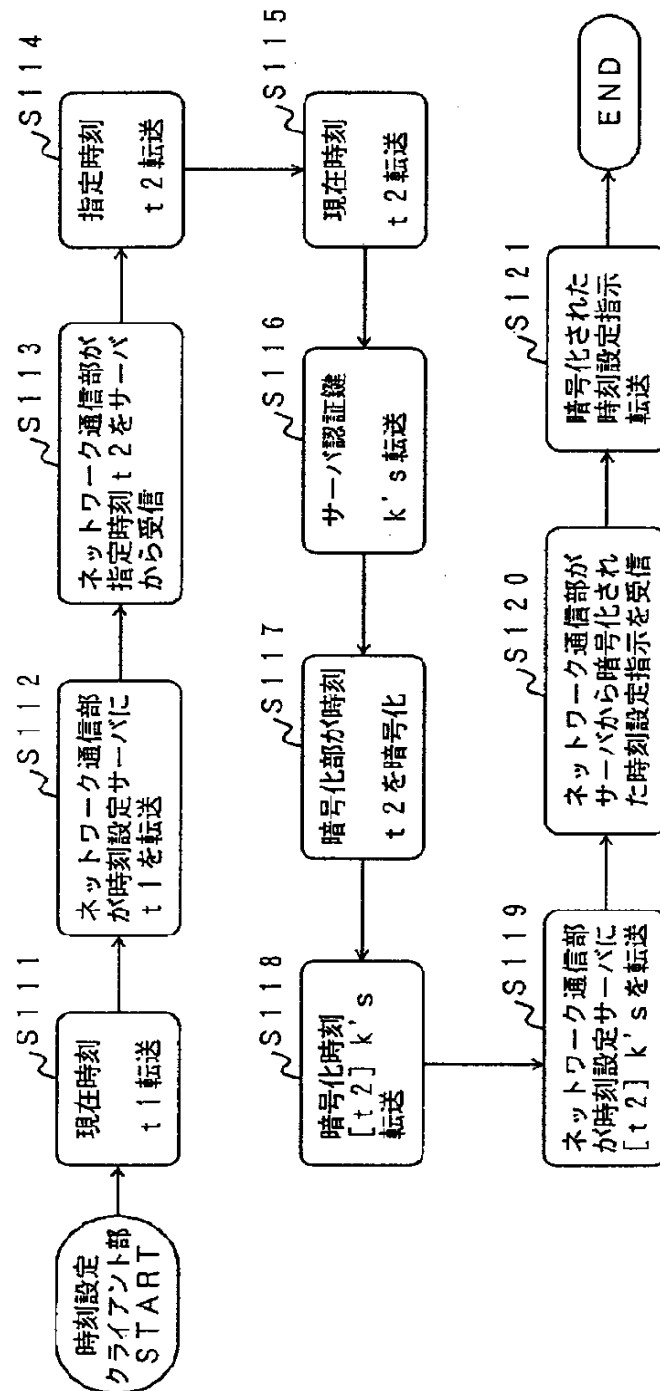 時刻設定
クライアント部
START
S111
現在時刻
t1転送
S112
ネットワーク通信部
が時刻設定サーバに
t1を転送
S113
ネットワーク通信部が
指定時刻t2をサーバ
から受信
S114
指定時刻
t2転送
S115
現在時刻
t2転送
S116
サーバ認証鍵
k's転送
S117
暗号化部が時刻
t2を暗号化
S118
暗号化時刻
[t2]k's
転送
S119
ネットワーク通信部
が時刻設定サーバに
[t2]k'sを転送
S120
ネットワーク通信部が
サーバから暗号化され
た時刻設定指示を受信
S121
暗号化された
時刻設定指示
転送
END